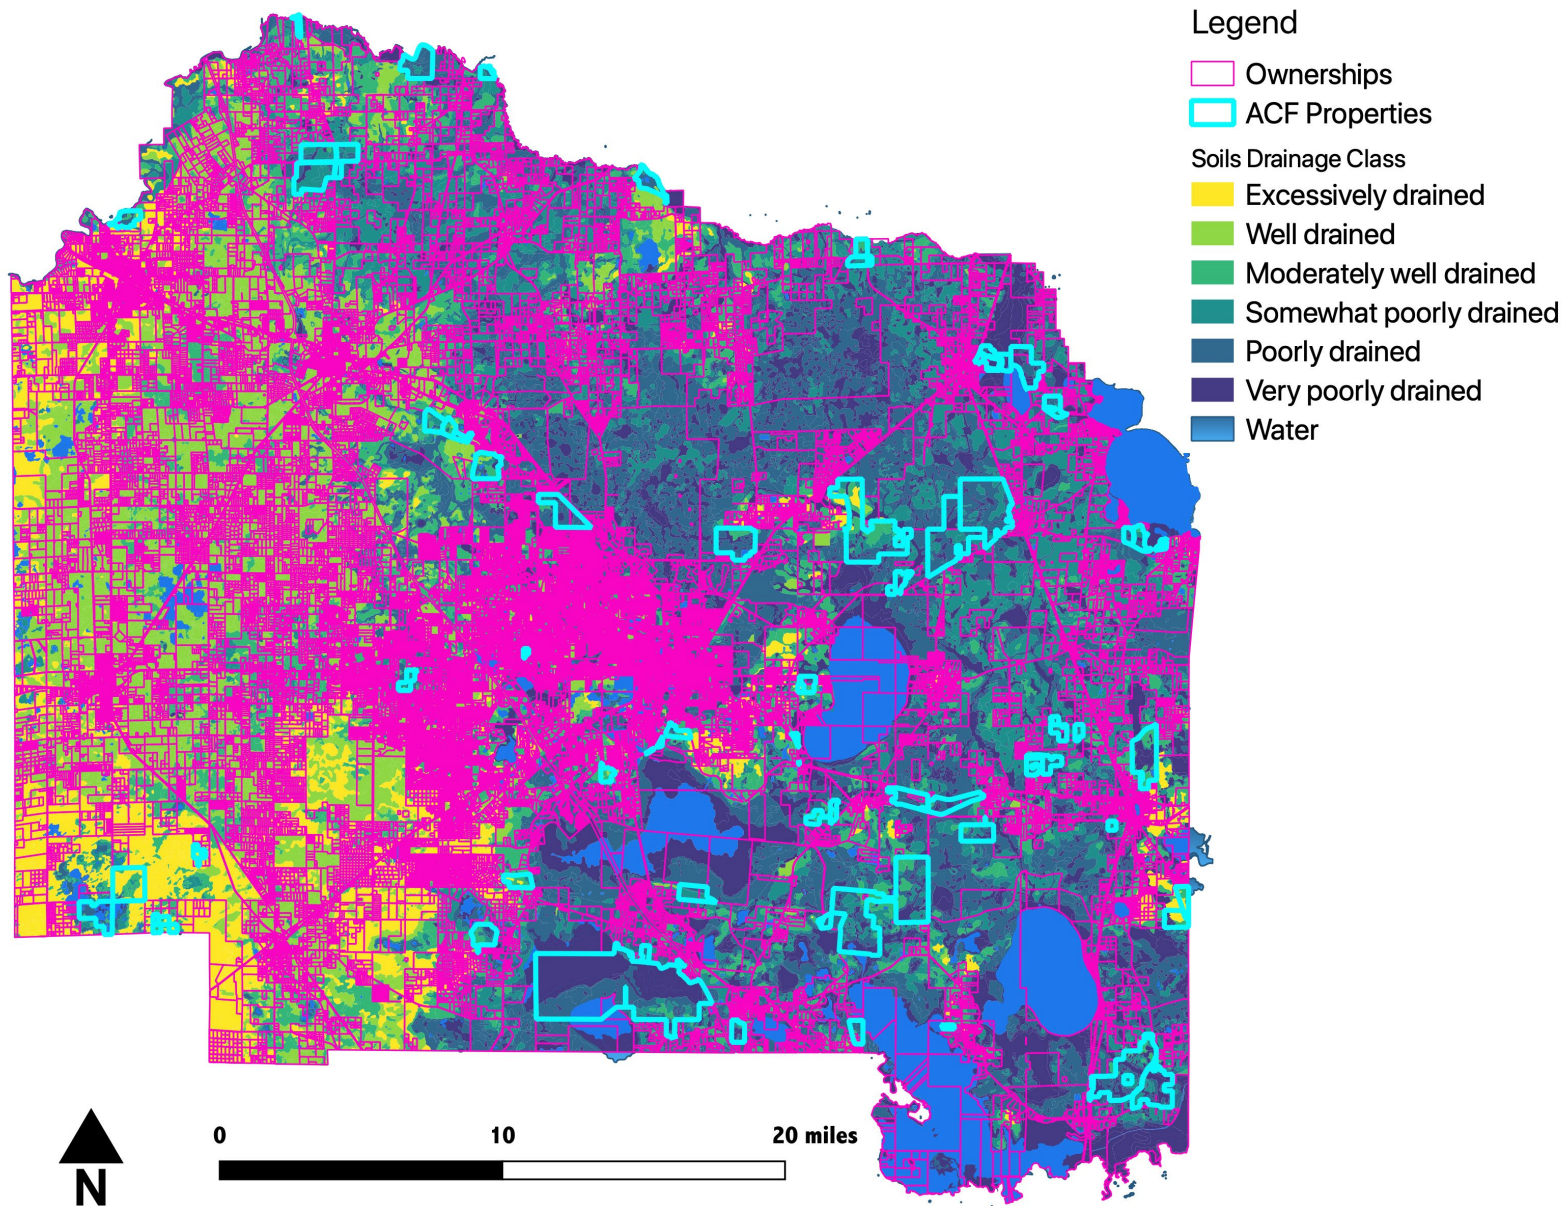 Legend
Ownerships
ACF Properties
Soils Drainage Class
Excessively drained
Well drained
Moderately well drained
Somewhat poorly drained
Poorly drained
Very poorly drained
Water
0 10 20 miles
N